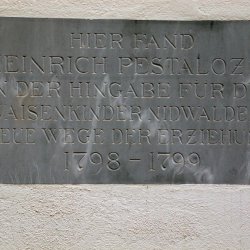 HIER FAND
EINRICH PESTALOZ
N DER HINGABE FÜR D
AISENKINDER NIDWALDE
EUE WEGE DER ERZIEHU
1798-1799